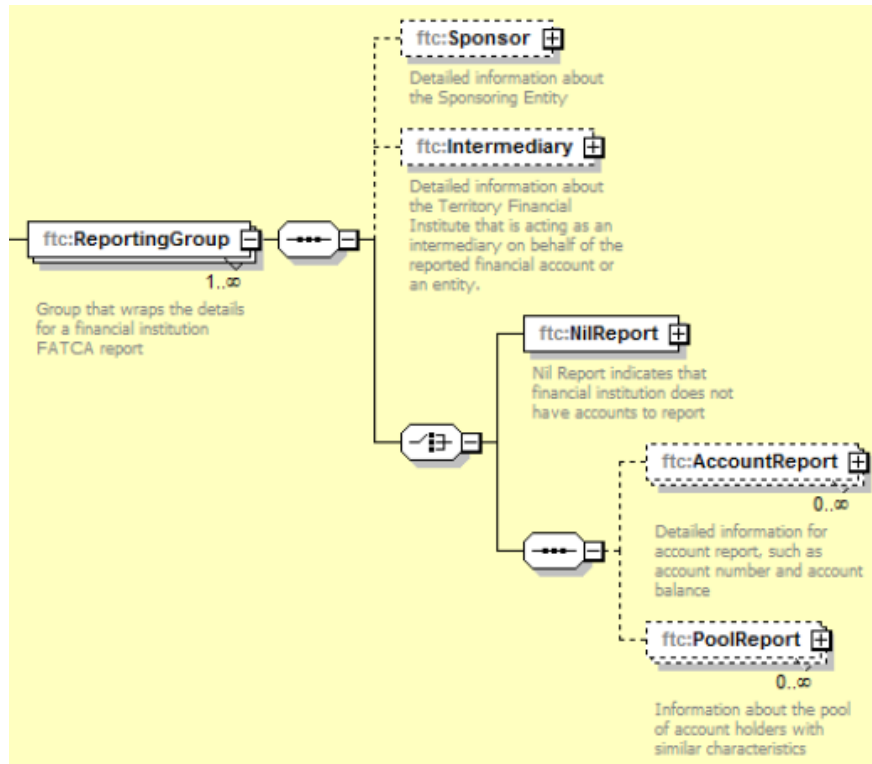 ftc:Sponsor
Detailed information about
the Sponsoring Entity
ftc:Intermediary
Detailed information about
the Territory Financial
Institute that is acting as an
intermediary on behalf of the
reported financial account or
an entity.
ftc:ReportingGroup
1..∞
Group that wraps the details
for a financial institution
FATCA report
ftc:NilReport
Nil Report indicates that
financial institution does not
have accounts to report
ftc:AccountReport
0..∞
Detailed information for
account report, such as
account number and account
balance
ftc:PoolReport
0..∞
Information about the pool
of account holders with
similar characteristics